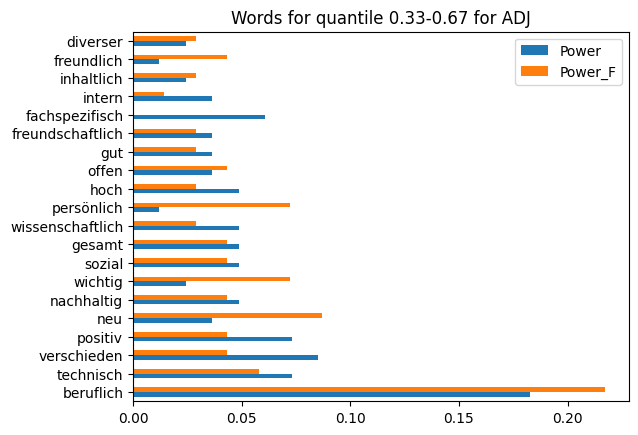 Words for quantile 0.33-0.67 for ADJ
Power
Power_F
diverser
freundlich
inhaltlich
intern
fachspezifisch
freundschaftlich
gut
offen
hoch
persönlich
wissenschaftlich
gesamt
sozial
wichtig
nachhaltig
neu
positiv
verschieden
technisch
beruflich
0.00 0.05 0.10 0.15 0.20